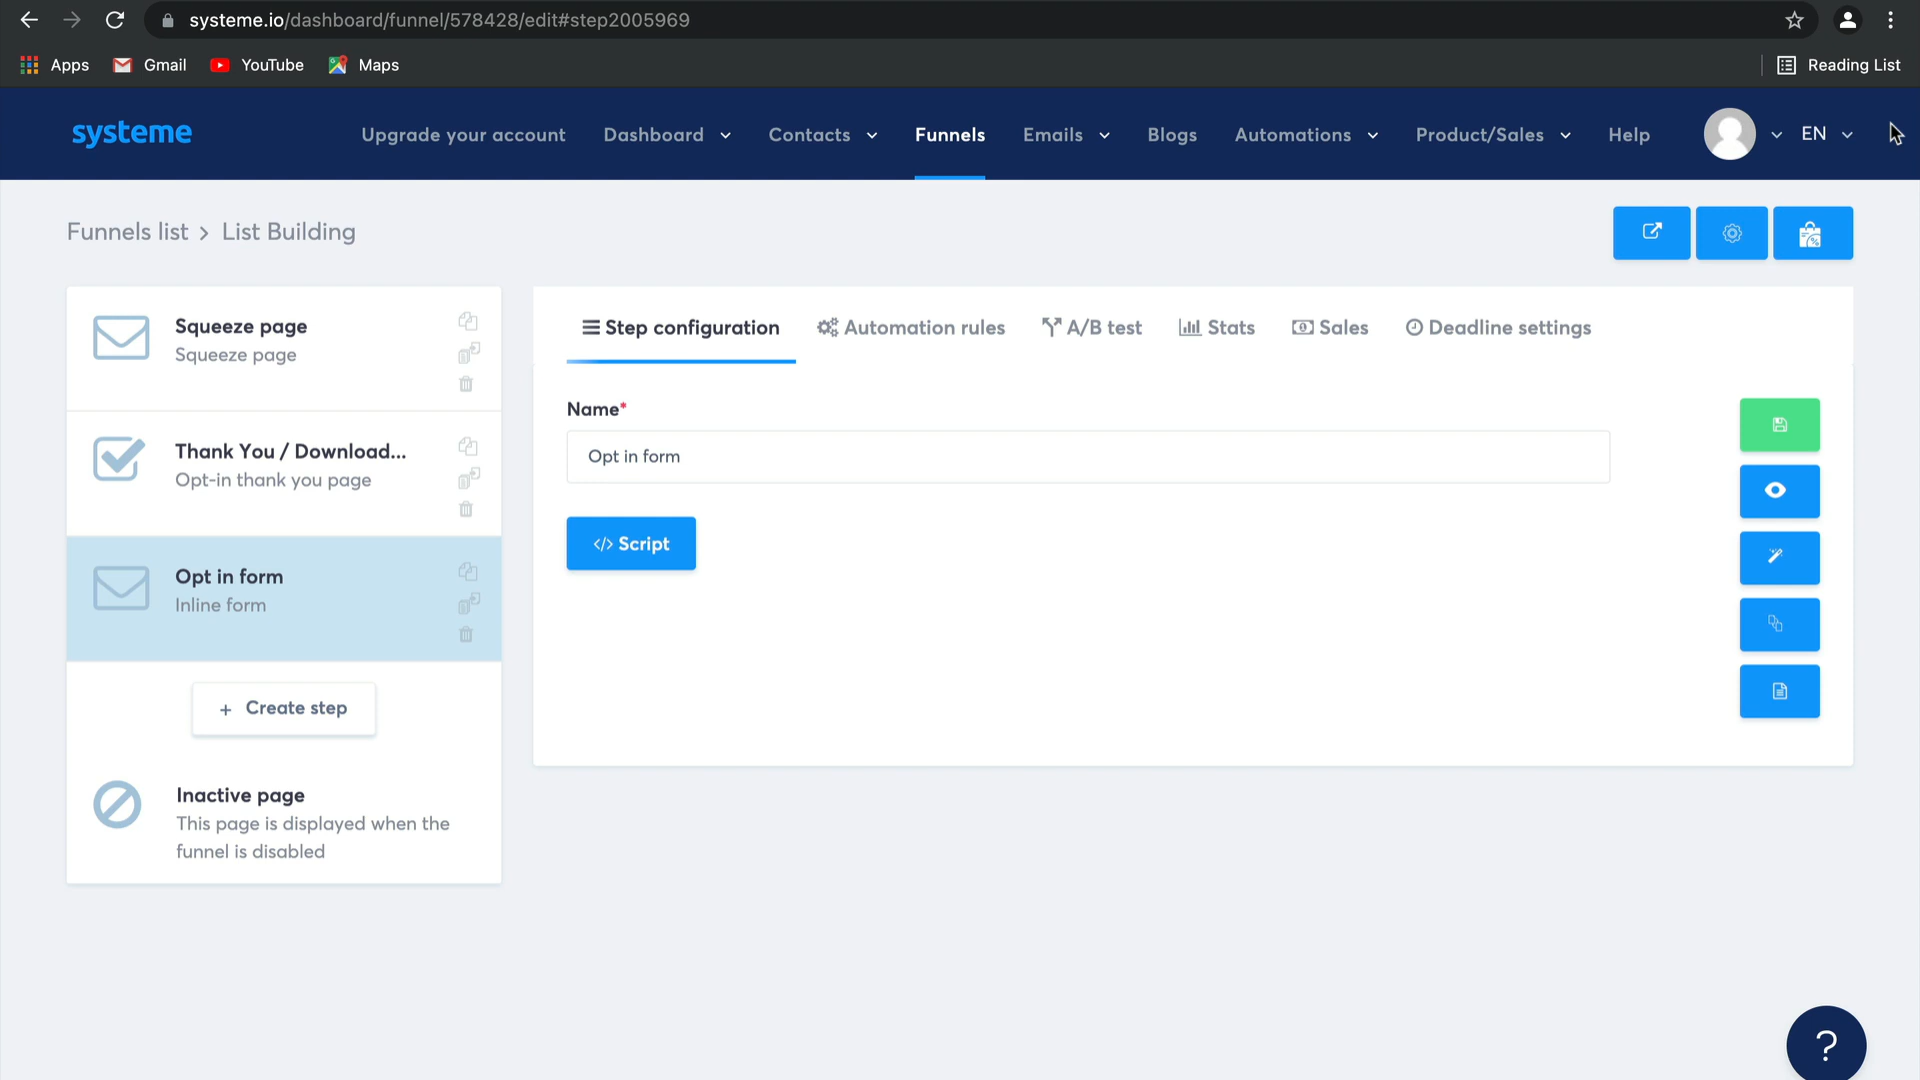 systeme.io/dashboard/funnel/578428/edit#step2005969
Apps Gmail YouTube Maps Reading List
systeme Upgrade your account Dashboard Contacts Funnels Emails Blogs Automations Product/Sales Help EN
Funnels list > List Building
Squeeze page
Squeeze page
Thank You / Download...
Opt-in thank you page
Opt in form
Inline form
+ Create step
Inactive page
This page is displayed when the
funnel is disabled
Step configuration Automation rules A/B test Stats Sales Deadline settings
Name*
Opt in form
</> Script
?